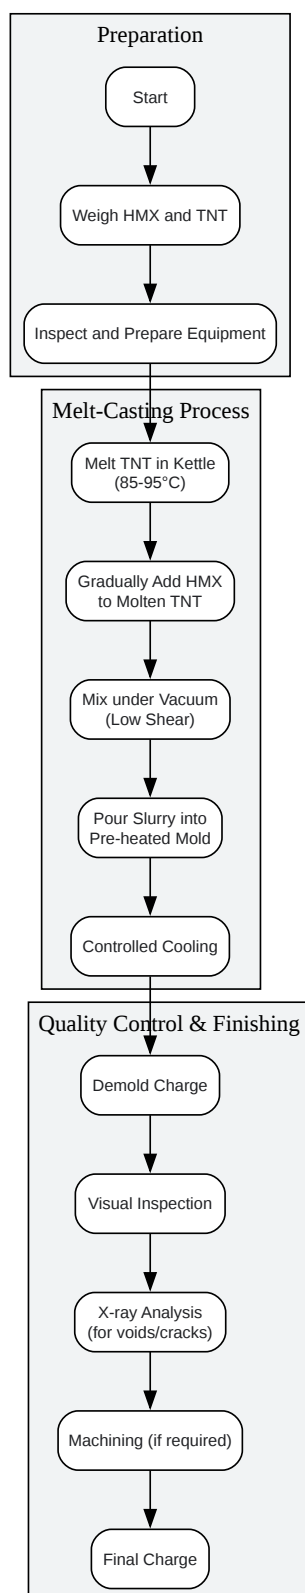 Preparation
Start
Weigh HMX and TNT
Inspect and Prepare Equipment
Melt-Casting Process
Melt TNT in Kettle
(85-95°C)
Gradually Add HMX
to Molten TNT
Mix under Vacuum
(Low Shear)
Pour Slurry into
Pre-heated Mold
Controlled Cooling
Quality Control & Finishing
Demold Charge
Visual Inspection
X-ray Analysis
(for voids/cracks)
Machining (if required)
Final Charge